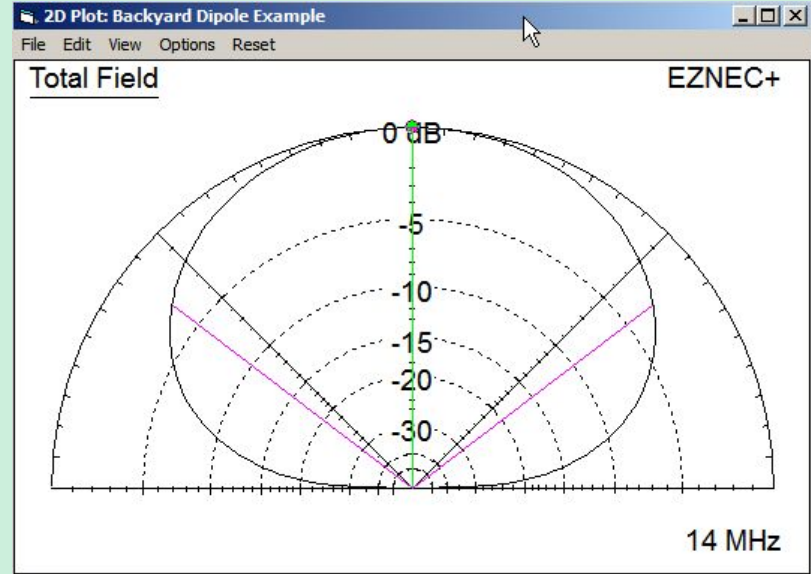 2D Plot: Backyard Dipole Example
File Edit View Options Reset
Total Field
EZNEC+
0 dB
-5
-10
-15
-20
-30
14 MHz